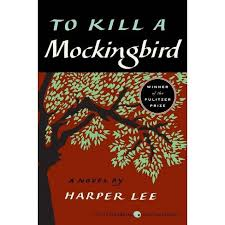 TO KILL A
Mockingbird
WINNER
of the
PULITZER
PRIZE
A NOVEL BY
HARPER LEE